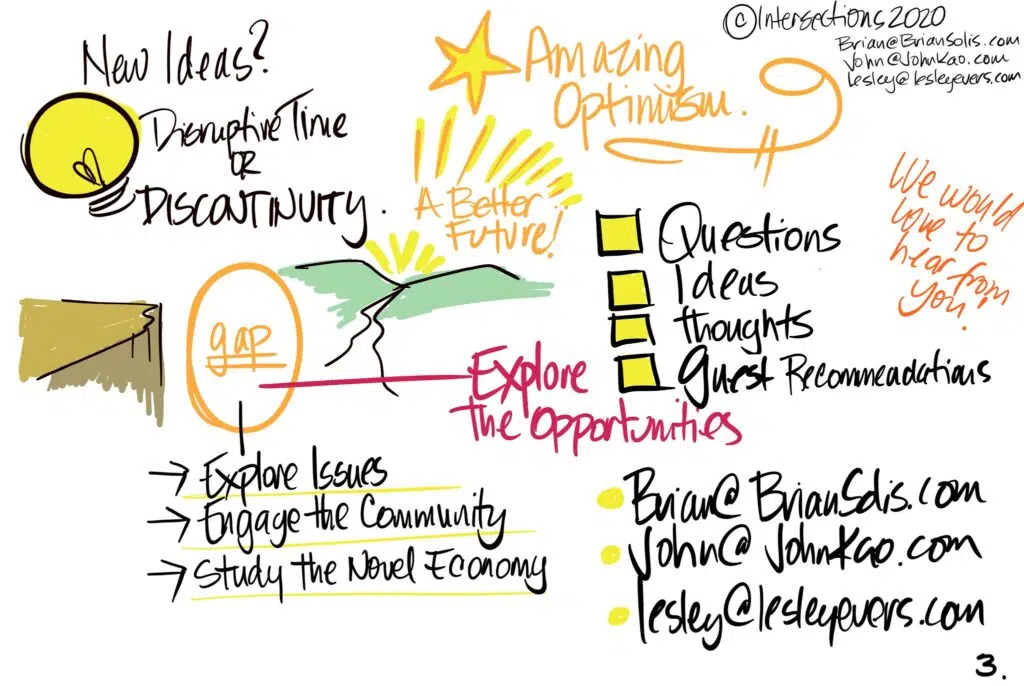 New Ideas?
Disruptive Time
OR
DISCONTINUITY.
Amazing
Optimism.
©Intersections 2020
Brian@BrianSolis.com
John@JohnKao.com
lesley@lesleyevers.com
A Better
Future!
We would
love to
hear from
you!
gap
Explore
the Opportunities
Questions
Ideas
thoughts
guest Recommendations
→ Explore Issues
→ Engage the Community
→ Study the Novel Economy
Brian@BrianSolis.com
John@JohnKao.com
lesley@lesleyevers.com
3.